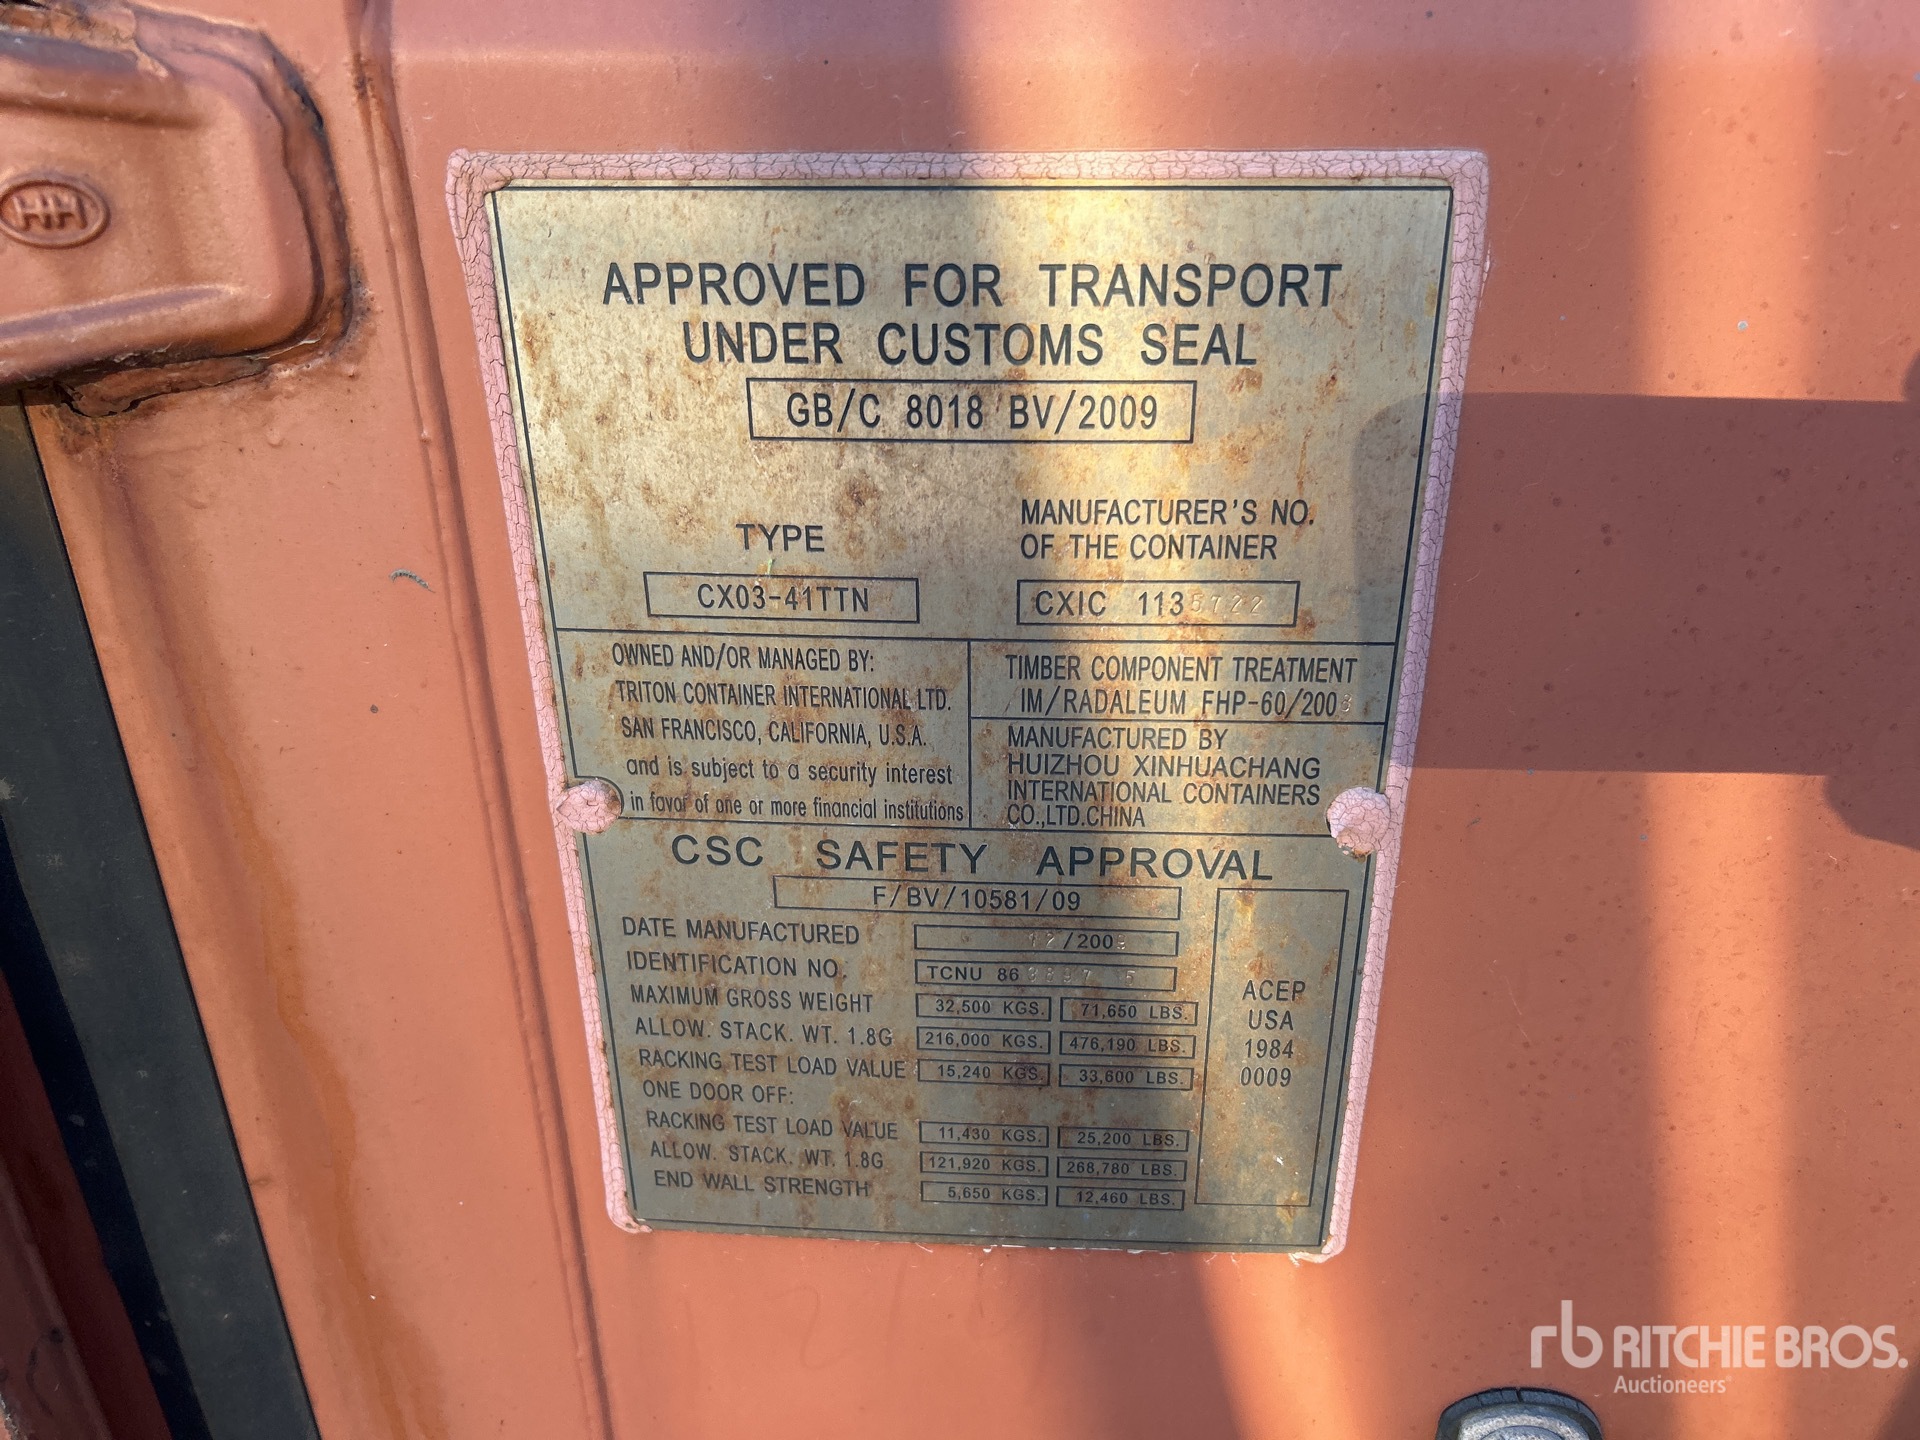 HH
APPROVED FOR TRANSPORT
UNDER CUSTOMS SEAL
GB/C 8018 BV/2009
TYPE
CX03-41TTN
MANUFACTURER'S NO.
OF THE CONTAINER
CXIC 1135722
OWNED AND/OR MANAGED BY:
TRITON CONTAINER INTERNATIONAL LTD.
SAN FRANCISCO, CALIFORNIA, U.S.A.
and is subject to a security interest
in favor of one or more financial institutions
TIMBER COMPONENT TREATMENT
IM/RADALEUM FHP-60/2008
MANUFACTURED BY
HUIZHOU XINHUACHANG
INTERNATIONAL CONTAINERS
CO.,LTD.CHINA
CSC SAFETY APPROVAL
F/BV/10581/09
DATE MANUFACTURED 12/2009
IDENTIFICATION NO. TCNU
MAXIMUM GROSS WEIGHT 32,500 KGS. 71,650 LBS.
ALLOW. STACK. WT. 1.8G 216,000 KGS. 476,190 LBS.
RACKING TEST LOAD VALUE 15,240 KGS. 33,600 LBS.
ONE DOOR OFF:
RACKING TEST LOAD VALUE 11,430 KGS. 25,200 LBS.
ALLOW. STACK. WT. 1.8G 121,920 KGS. 268,780 LBS.
END WALL STRENGTH 5,650 KGS. 12,460 LBS.
ACEP
USA
1984
0009
rb RITCHIE BROS.
Auctioneers